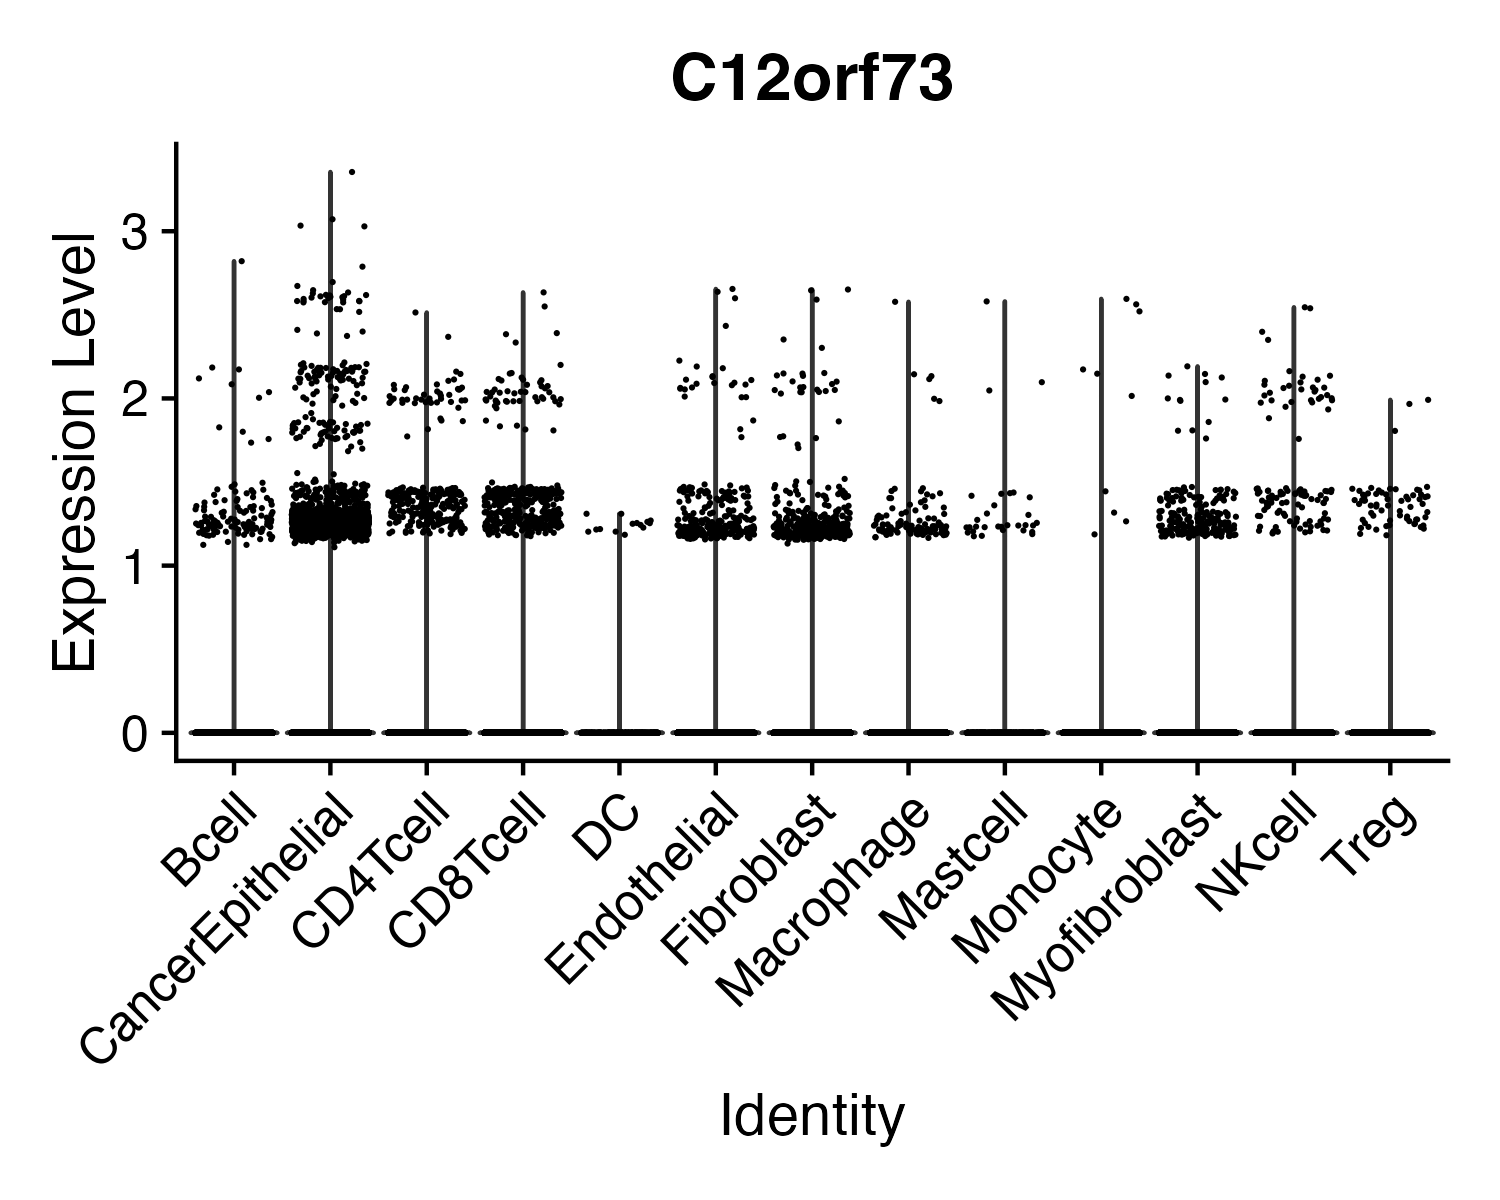 C12orf73
Expression Level
3
2
1
0
Bcell
CancerEpithelial
CD4Tcell
CD8Tcell
DC
Endothelial
Fibroblast
Macrophage
Mastcell
Monocyte
Myofibroblast
NKcell
Treg
Identity